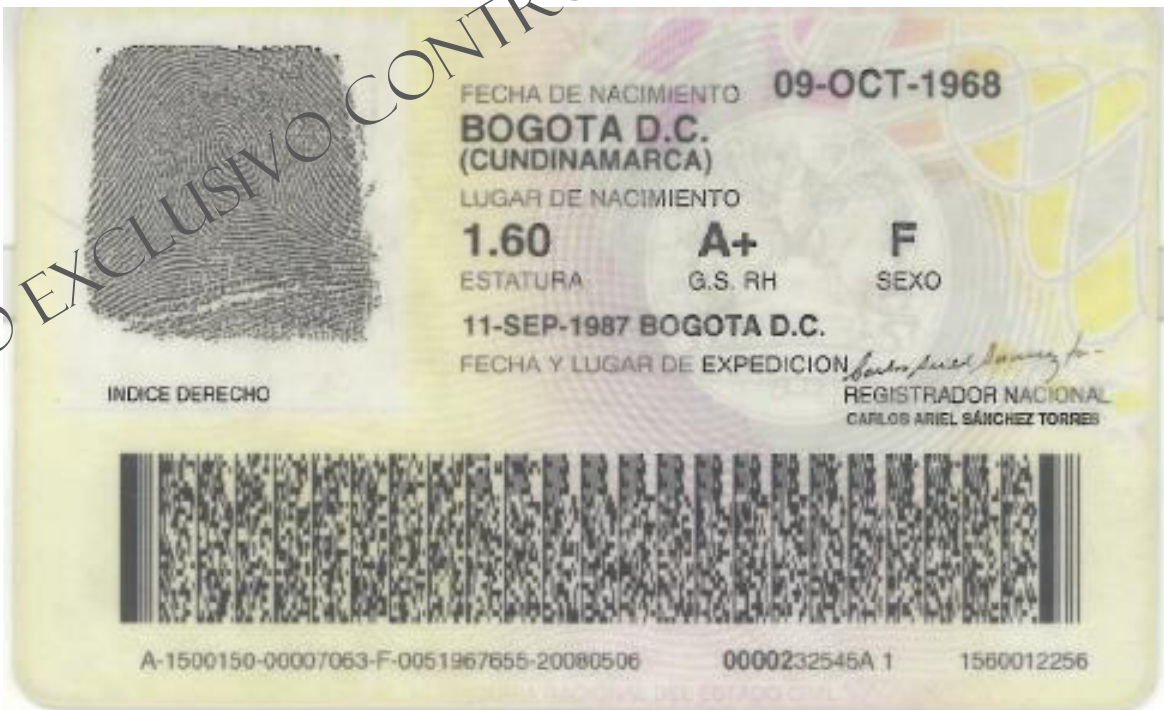 O EXCLUSIVO CONTR
FECHA DE NACIMIENTO 09-OCT-1968
BOGOTA D.C.
(CUNDINAMARCA)
LUGAR DE NACIMIENTO
1.60 A+ F
ESTATURA G.S. RH SEXO
11-SEP-1987 BOGOTA D.C.
FECHA Y LUGAR DE EXPEDICION
INDICE DERECHO
REGISTRADOR NACIONAL
CARLOS ARIEL SÁNCHEZ TORRES
A-1500150-00007063-F-0051967655-20080506 0000232545A 1 1560012256